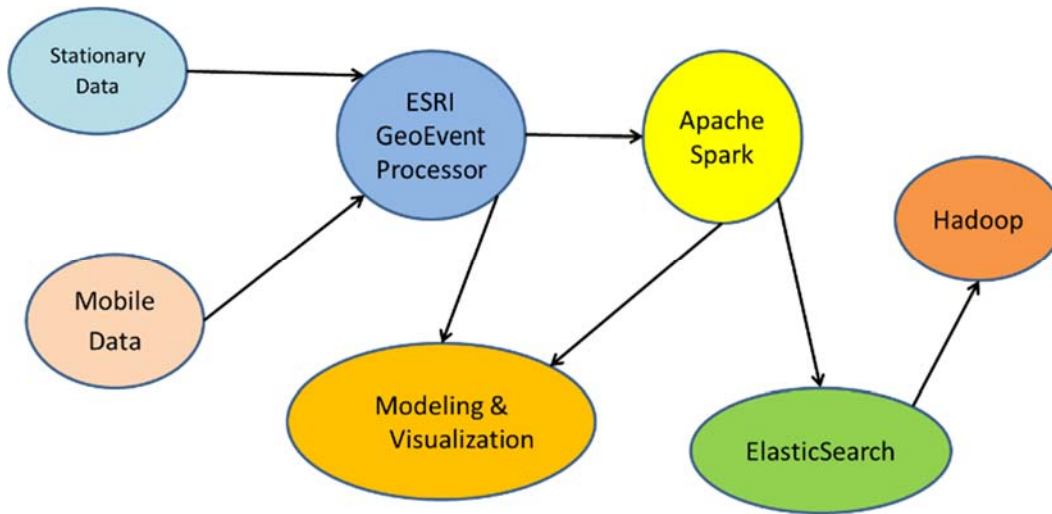 Stationary
Data
ESRI
GeoEvent
Processor
Apache
Spark
Hadoop
Mobile
Data
Modeling &
Visualization
ElasticSearch